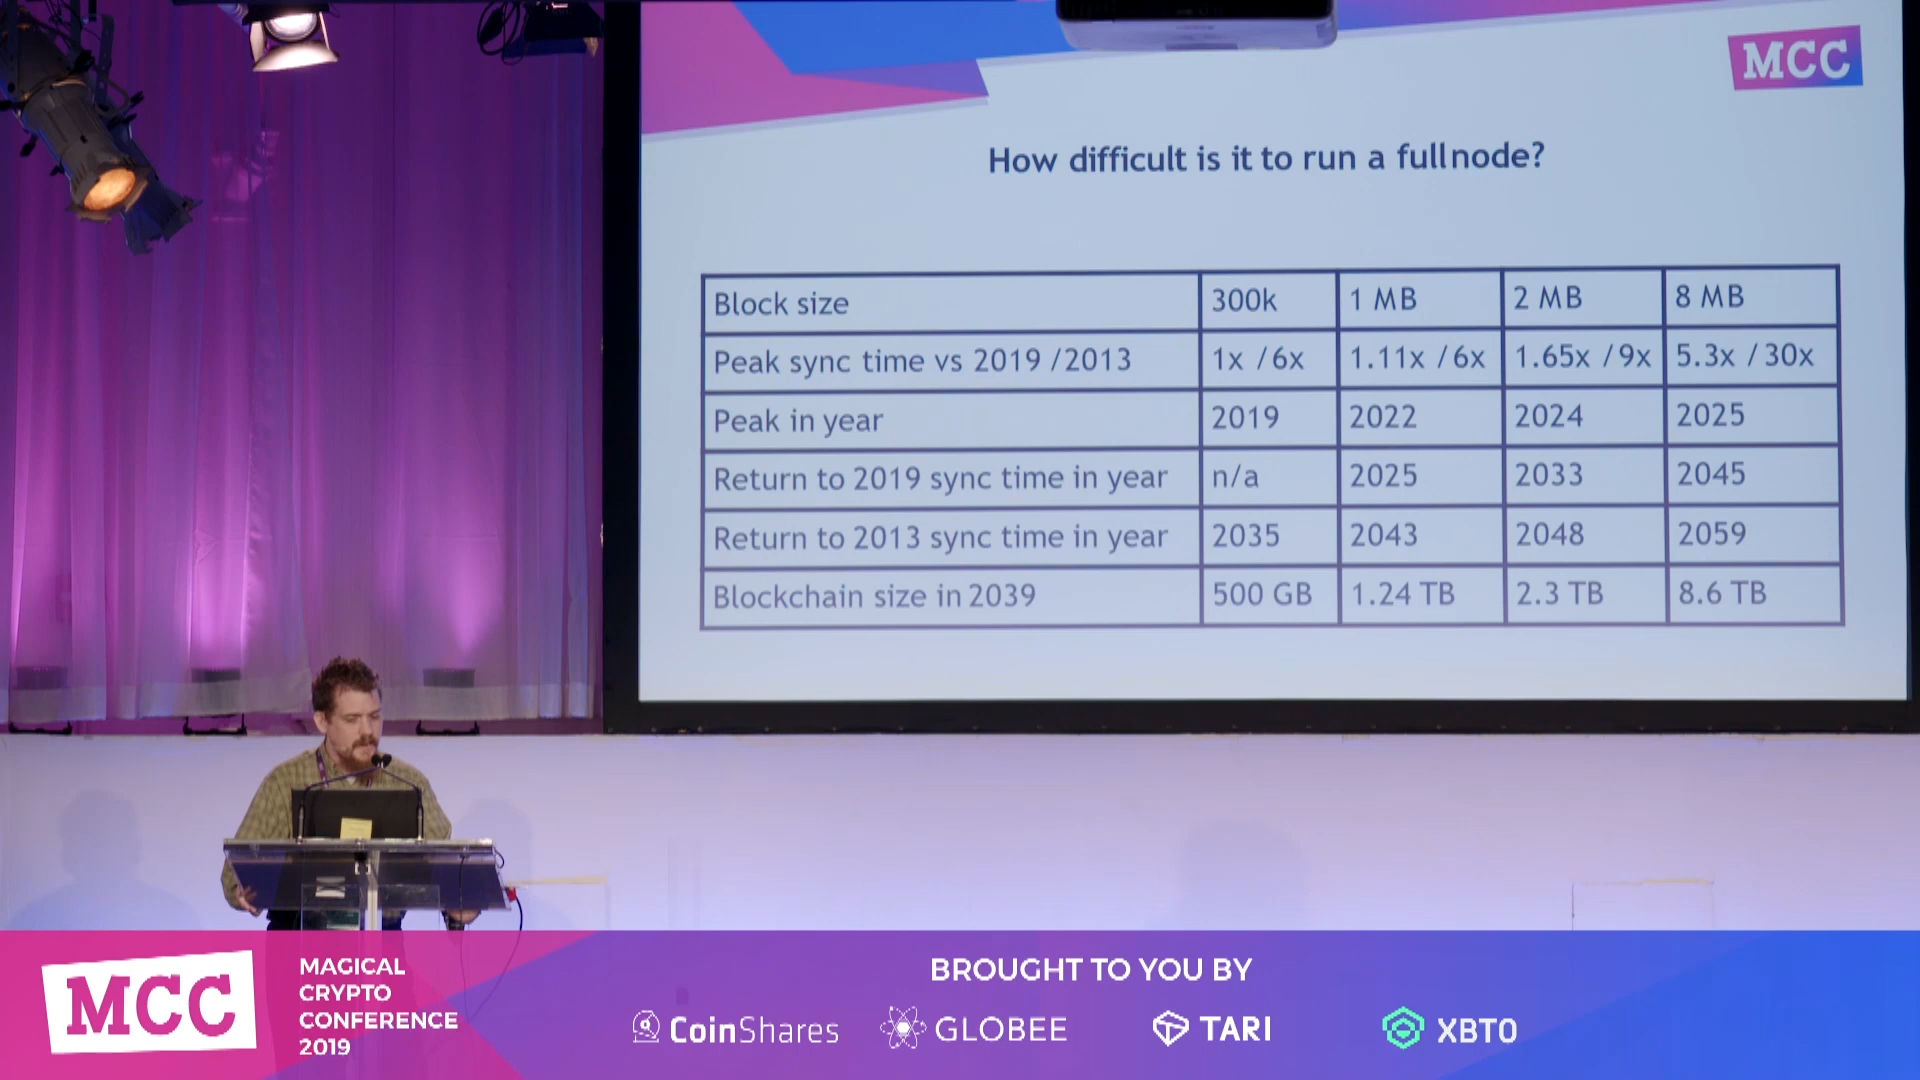 MCC
How difficult is it to run a fullnode?
Block size 300k 1 MB 2 MB 8 MB
Peak sync time vs 2019 /2013 1x /6x 1.11x /6x 1.65x /9x 5.3x /30x
Peak in year 2019 2022 2024 2025
Return to 2019 sync time in year n/a 2025 2033 2045
Return to 2013 sync time in year 2035 2043 2048 2059
Blockchain size in 2039 500 GB 1.24 TB 2.3 TB 8.6 TB
MCC
MAGICAL
CRYPTO
CONFERENCE
2019
BROUGHT TO YOU BY
CoinShares GLOBEE TARI XBTO